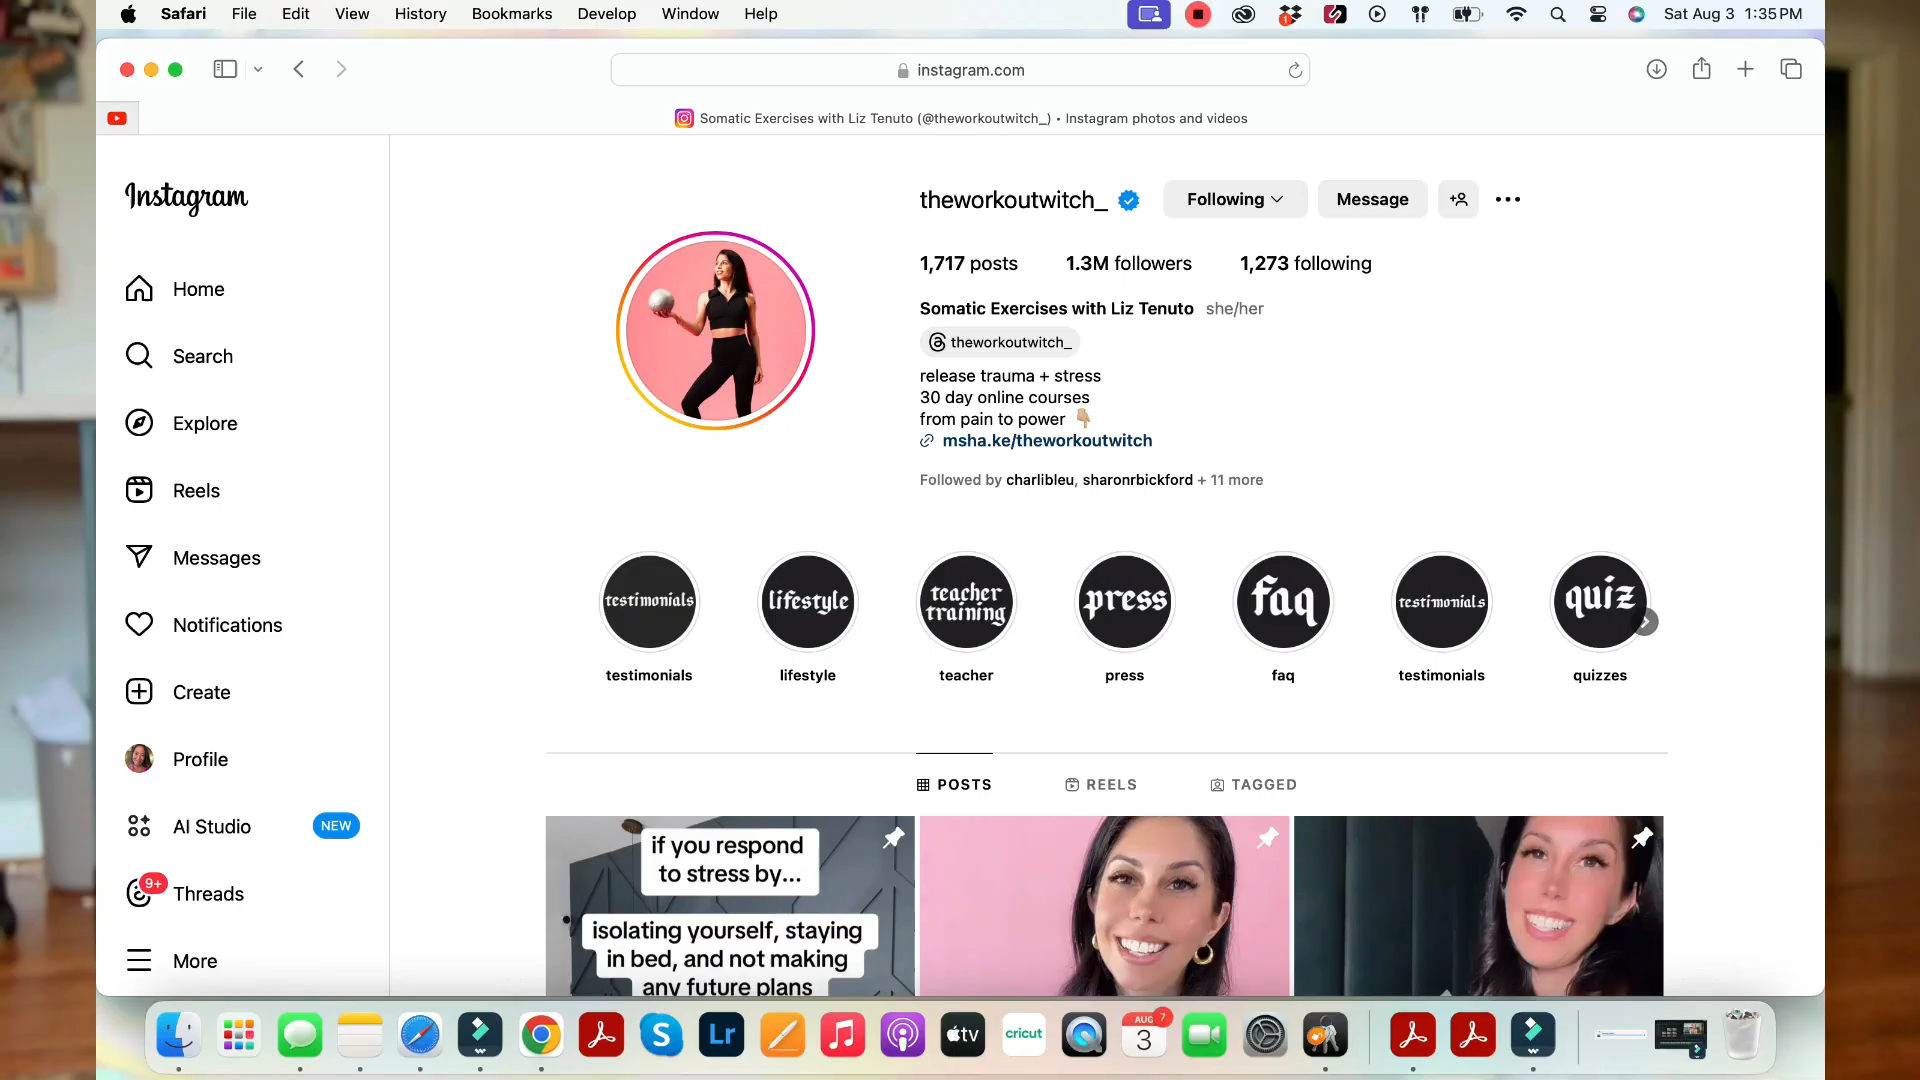 Safari File Edit View History Bookmarks Develop Window Help
Sat Aug 3 1:35 PM
instagram.com
Somatic Exercises with Liz Tenuto (@theworkoutwitch_) • Instagram photos and videos
Instagram
Home
Search
Explore
Reels
Messages
Notifications
Create
Profile
AI Studio NEW
9+
Threads
More
theworkoutwitch_ Following Message
1,717 posts 1.3M followers 1,273 following
Somatic Exercises with Liz Tenuto she/her
theworkoutwitch_
release trauma + stress
30 day online courses
from pain to power
msha.ke/theworkoutwitch
Followed by charlibleu, sharonrbickford + 11 more
testimonials lifestyle teacher training press faq testimonials quiz
testimonials lifestyle teacher press faq testimonials quizzes
POSTS REELS TAGGED
if you respond
to stress by...
isolating yourself, staying
in bed, and not making
any future plans
Lr
tv
cricut
AUG
3
7
1